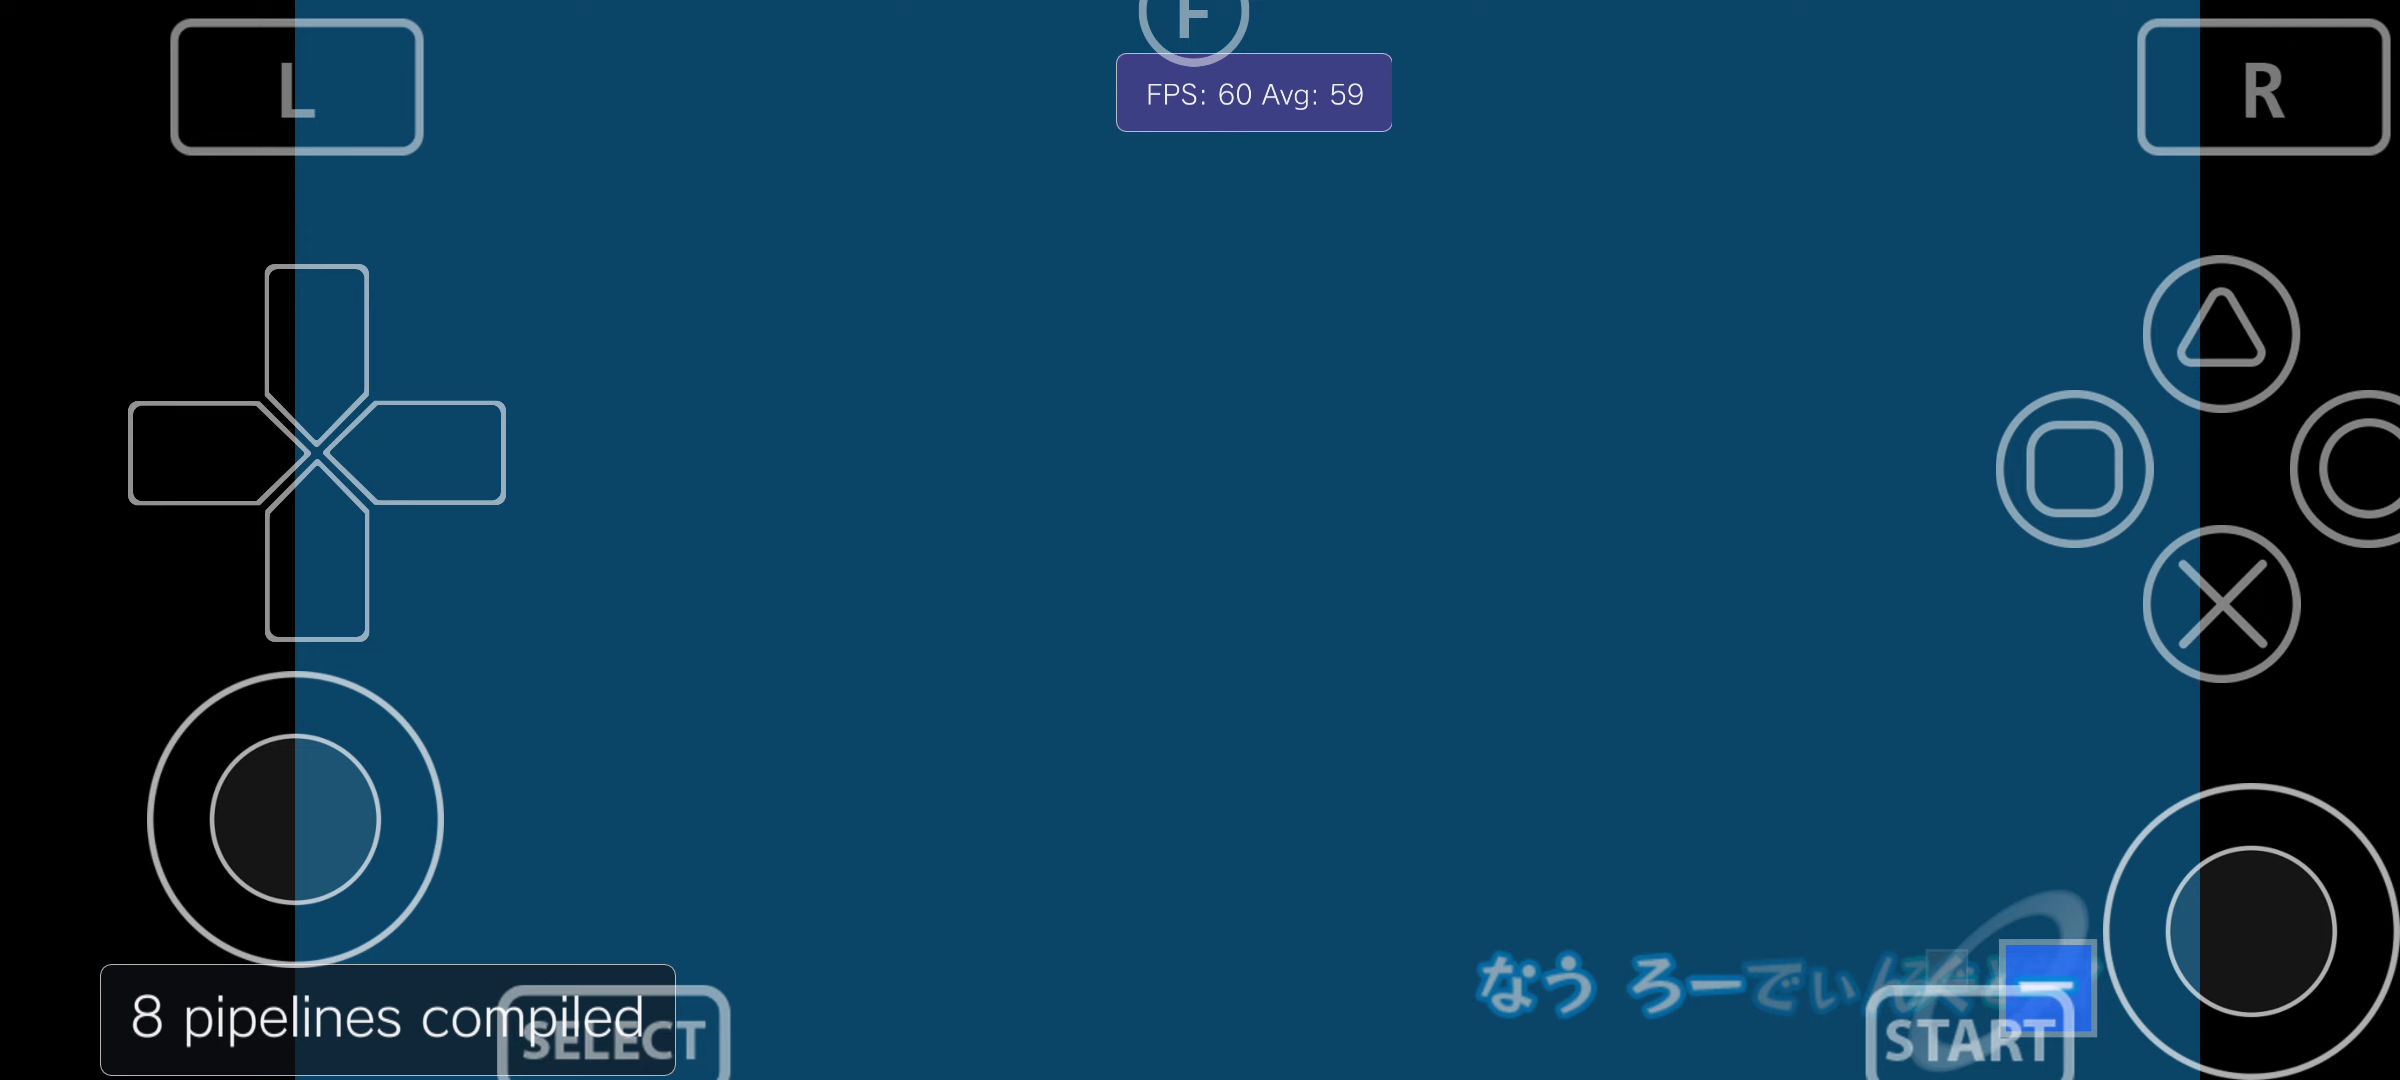 F
L
R
FPS: 60 Avg: 59
なう ろーでぃん
8 pipelines compiled
SELECT
START